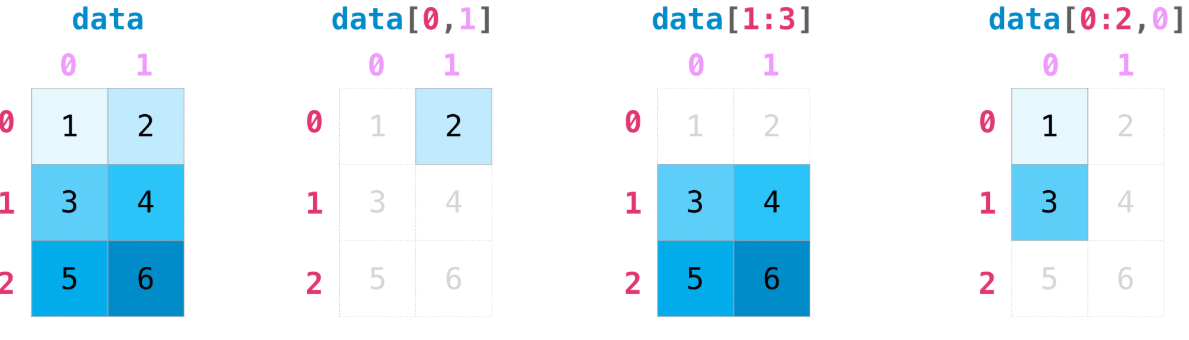 data data[0,1] data[1:3] data[0:2,0]
0 1 0 1 0 1 0 1
0 1 2 0 1 2 0 1 2 0 1 2
1 3 4 1 3 4 1 3 4 1 3 4
2 5 6 2 5 6 2 5 6 2 5 6